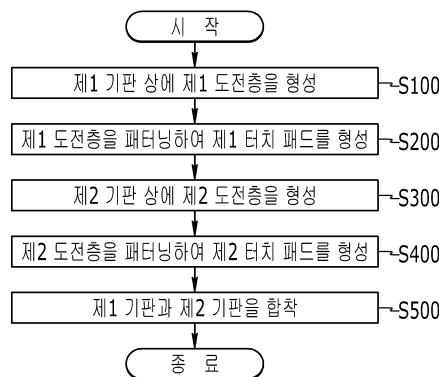 시 작
제1 기판 상에 제1 도전층을 형성 S100
제1 도전층을 패터닝하여 제1 터치 패드를 형성 S200
제2 기판 상에 제2 도전층을 형성 S300
제2 도전층을 패터닝하여 제2 터치 패드를 형성 S400
제1 기판과 제2 기판을 합착 S500
종 료